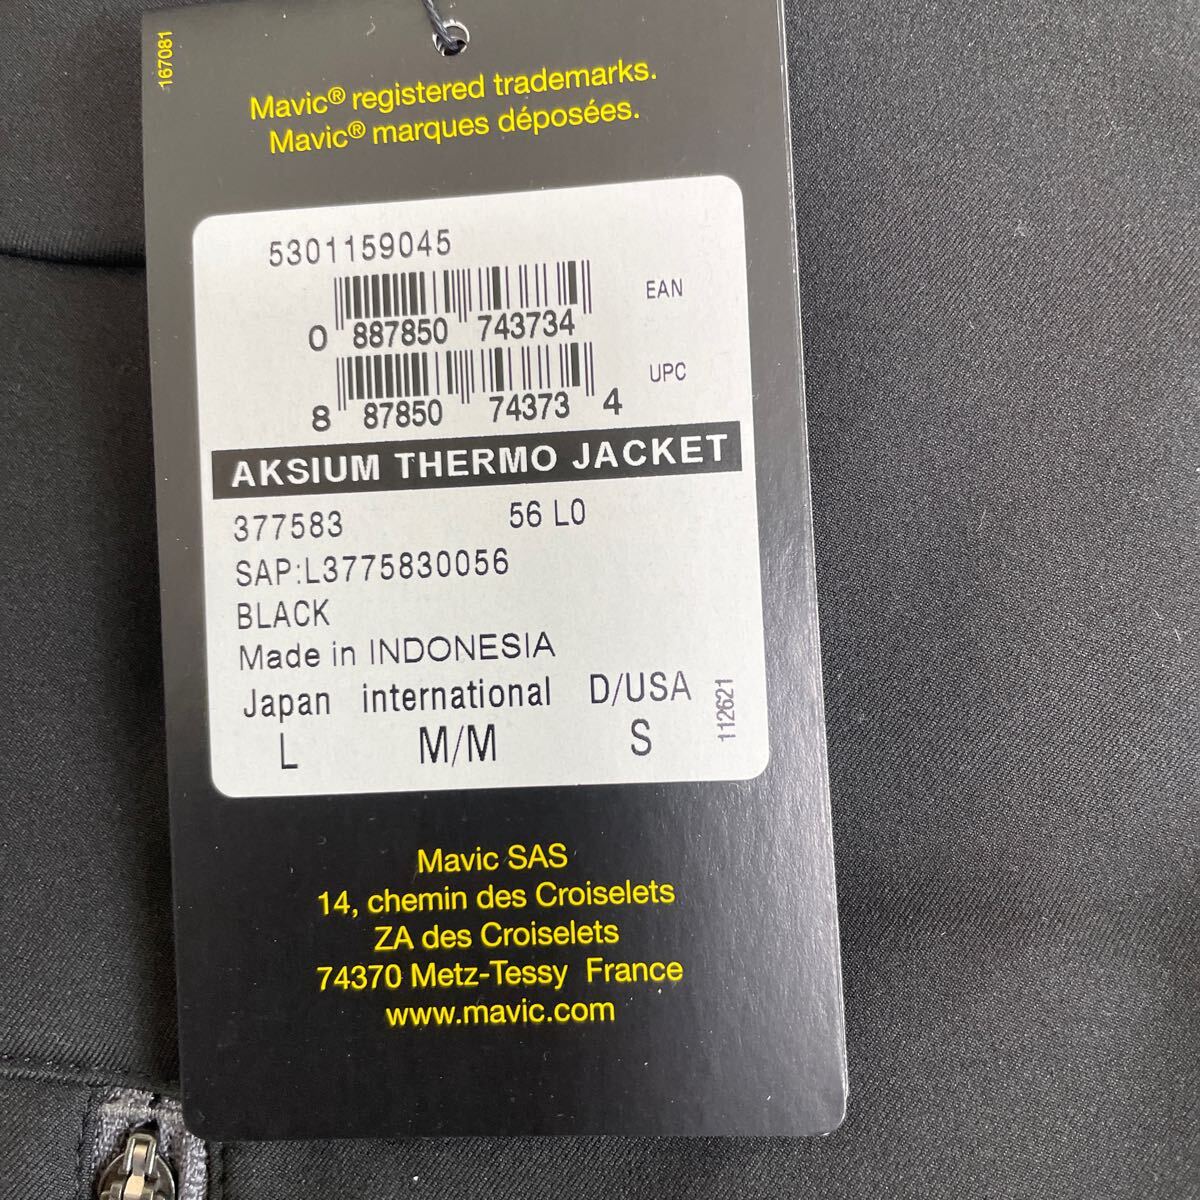 167081
Mavic® registered trademarks.
Mavic® marques déposées.
5301159045
EAN
0 887850 743734
UPC
8 87850 74373 4
AKSIUM THERMO JACKET
377583 56 L0
SAP:L3775830056
BLACK
Made in INDONESIA
Japan international D/USA
L M/M S
112621
Mavic SAS
14, chemin des Croiselets
ZA des Croiselets
74370 Metz-Tessy France
www.mavic.com